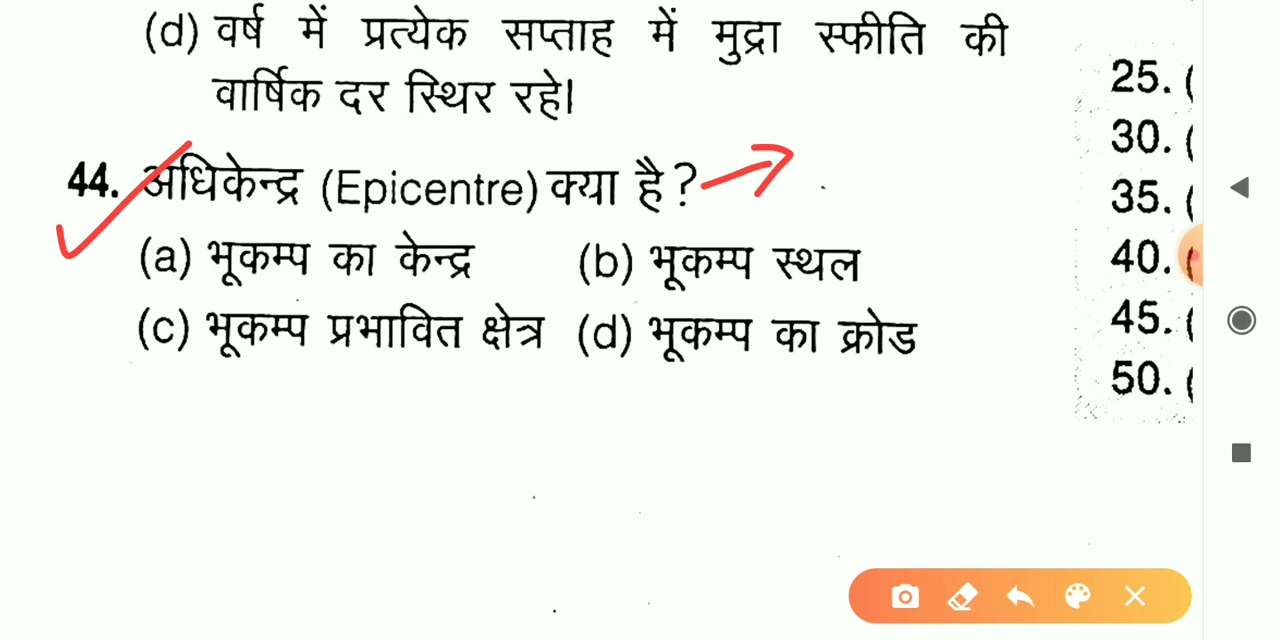 (d) वर्ष में प्रत्येक सप्ताह में मुद्रा स्फीति की
वार्षिक दर स्थिर रहे।
44. अधिकेन्द्र (Epicentre) क्या है?
(a) भूकम्प का केन्द्र (b) भूकम्प स्थल
(c) भूकम्प प्रभावित क्षेत्र (d) भूकम्प का क्रोड
25. (
30. (
35. (
40. (
45. (
50. (